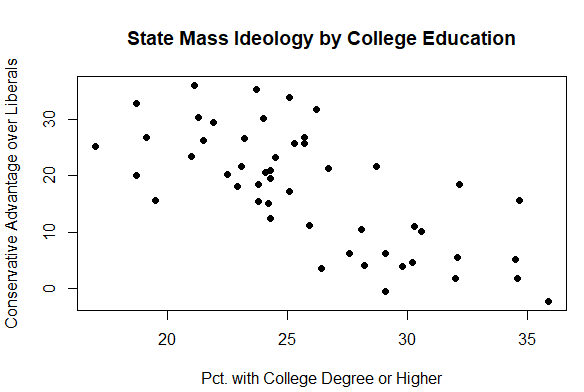 State Mass Ideology by College Education
Conservative Advantage over Liberals
30
20
10
0
20
25
30
35
Pct. with College Degree or Higher